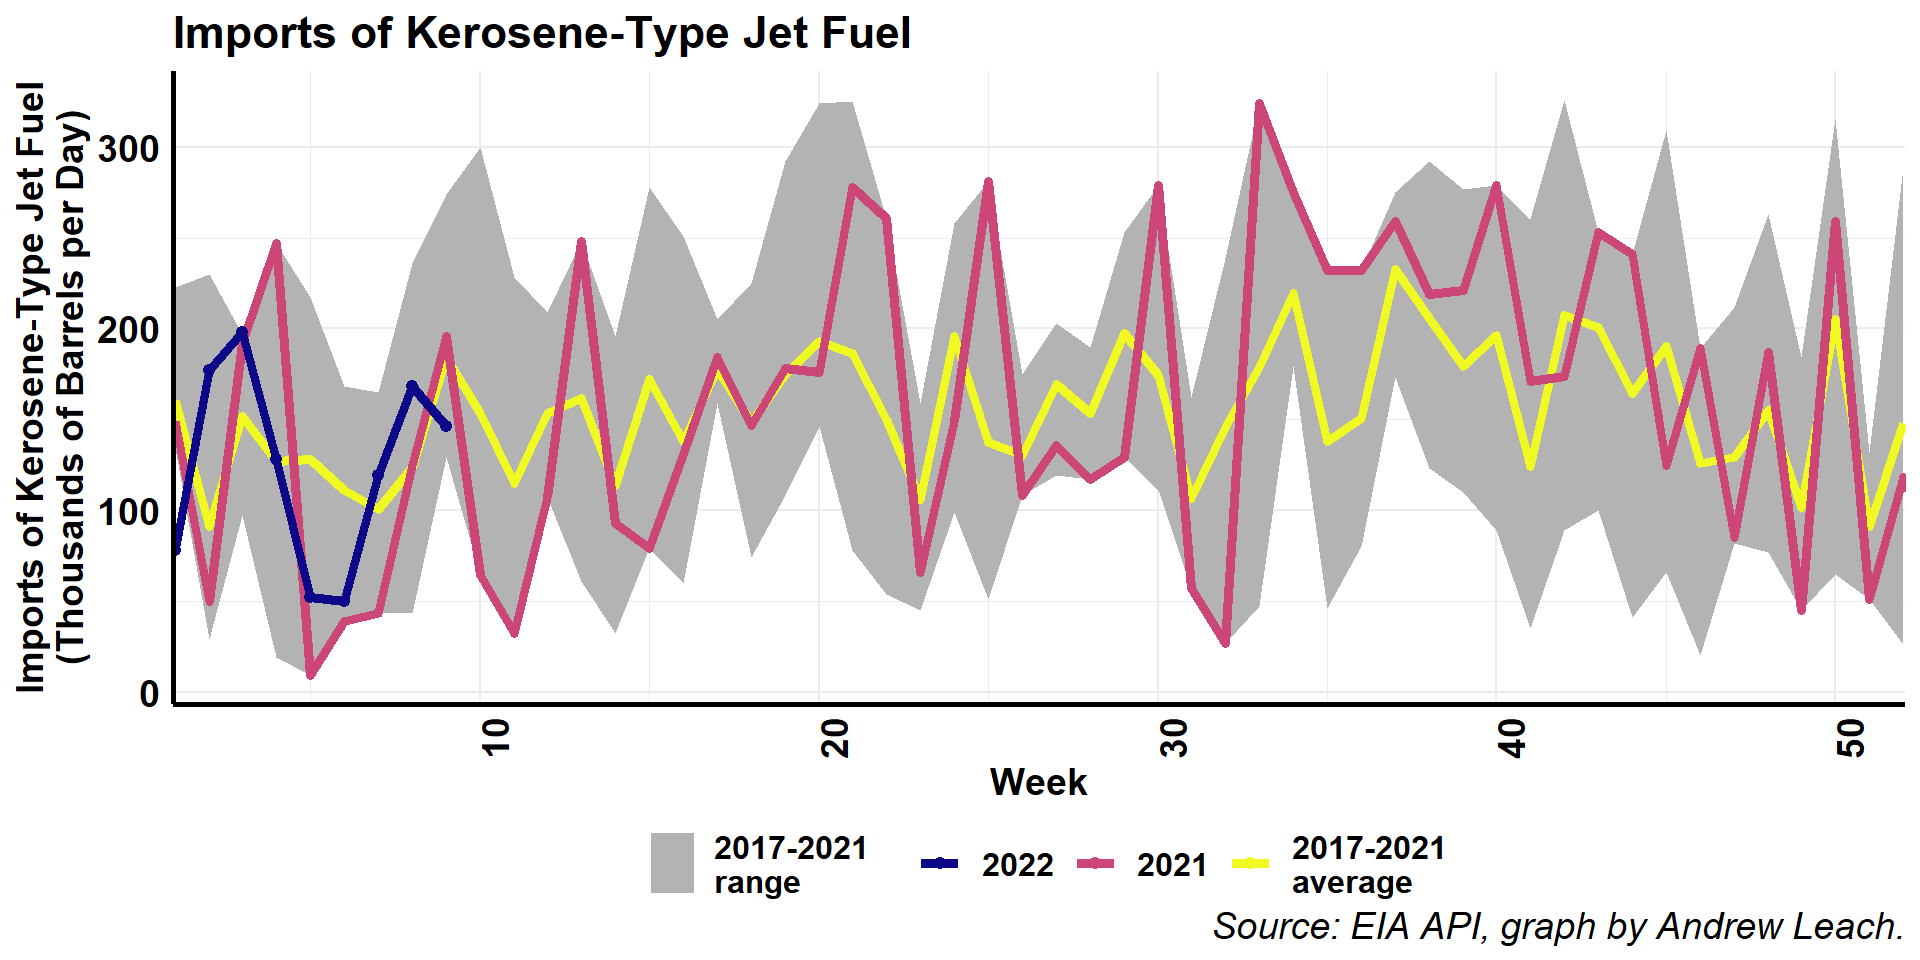 Imports of Kerosene-Type Jet Fuel
Imports of Kerosene-Type Jet Fuel
(Thousands of Barrels per Day)
300
200
100
0
10
20
30
40
50
Week
2017-2021
range
2022
2021
2017-2021
average
Source: EIA API, graph by Andrew Leach.